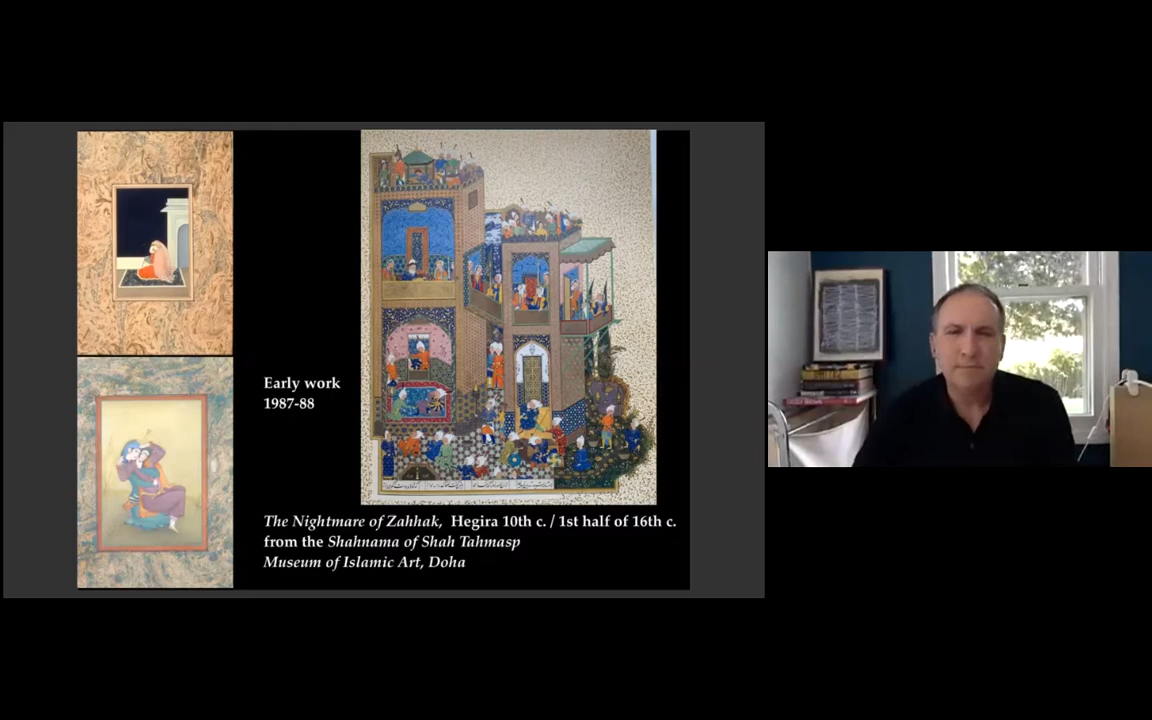 Early work
1987-88
The Nightmare of Zahhak, Hegira 10th c. / 1st half of 16th c.
from the Shahnama of Shah Tahmasp
Museum of Islamic Art, Doha